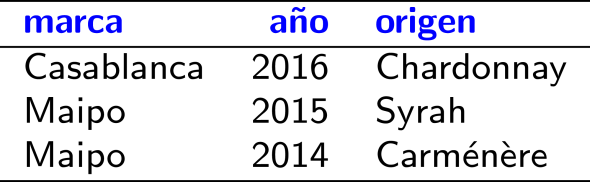 marca año origen
Casablanca 2016 Chardonnay
Maipo 2015 Syrah
Maipo 2014 Carménère